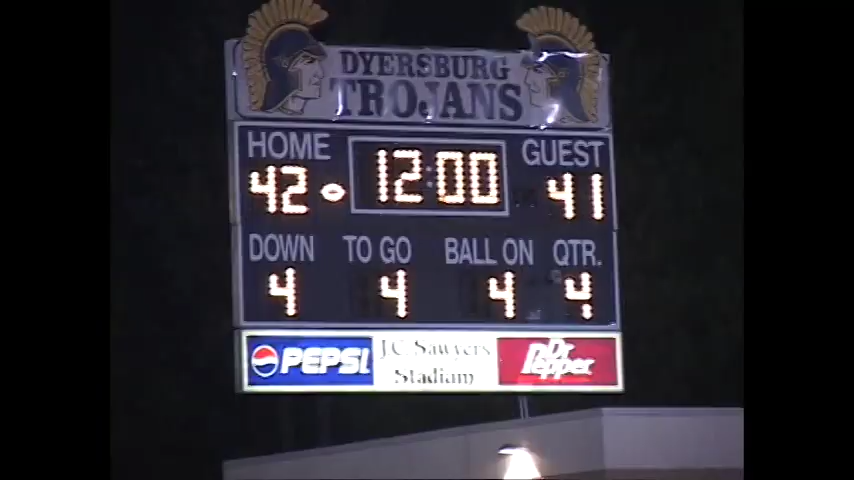 DYERSBURG
TROJANS
HOME 12:00 GUEST
42 41
DOWN TO GO BALL ON QTR.
4 4 4 4
PEPSI J.C. Sawyers Stadium Dr Pepper